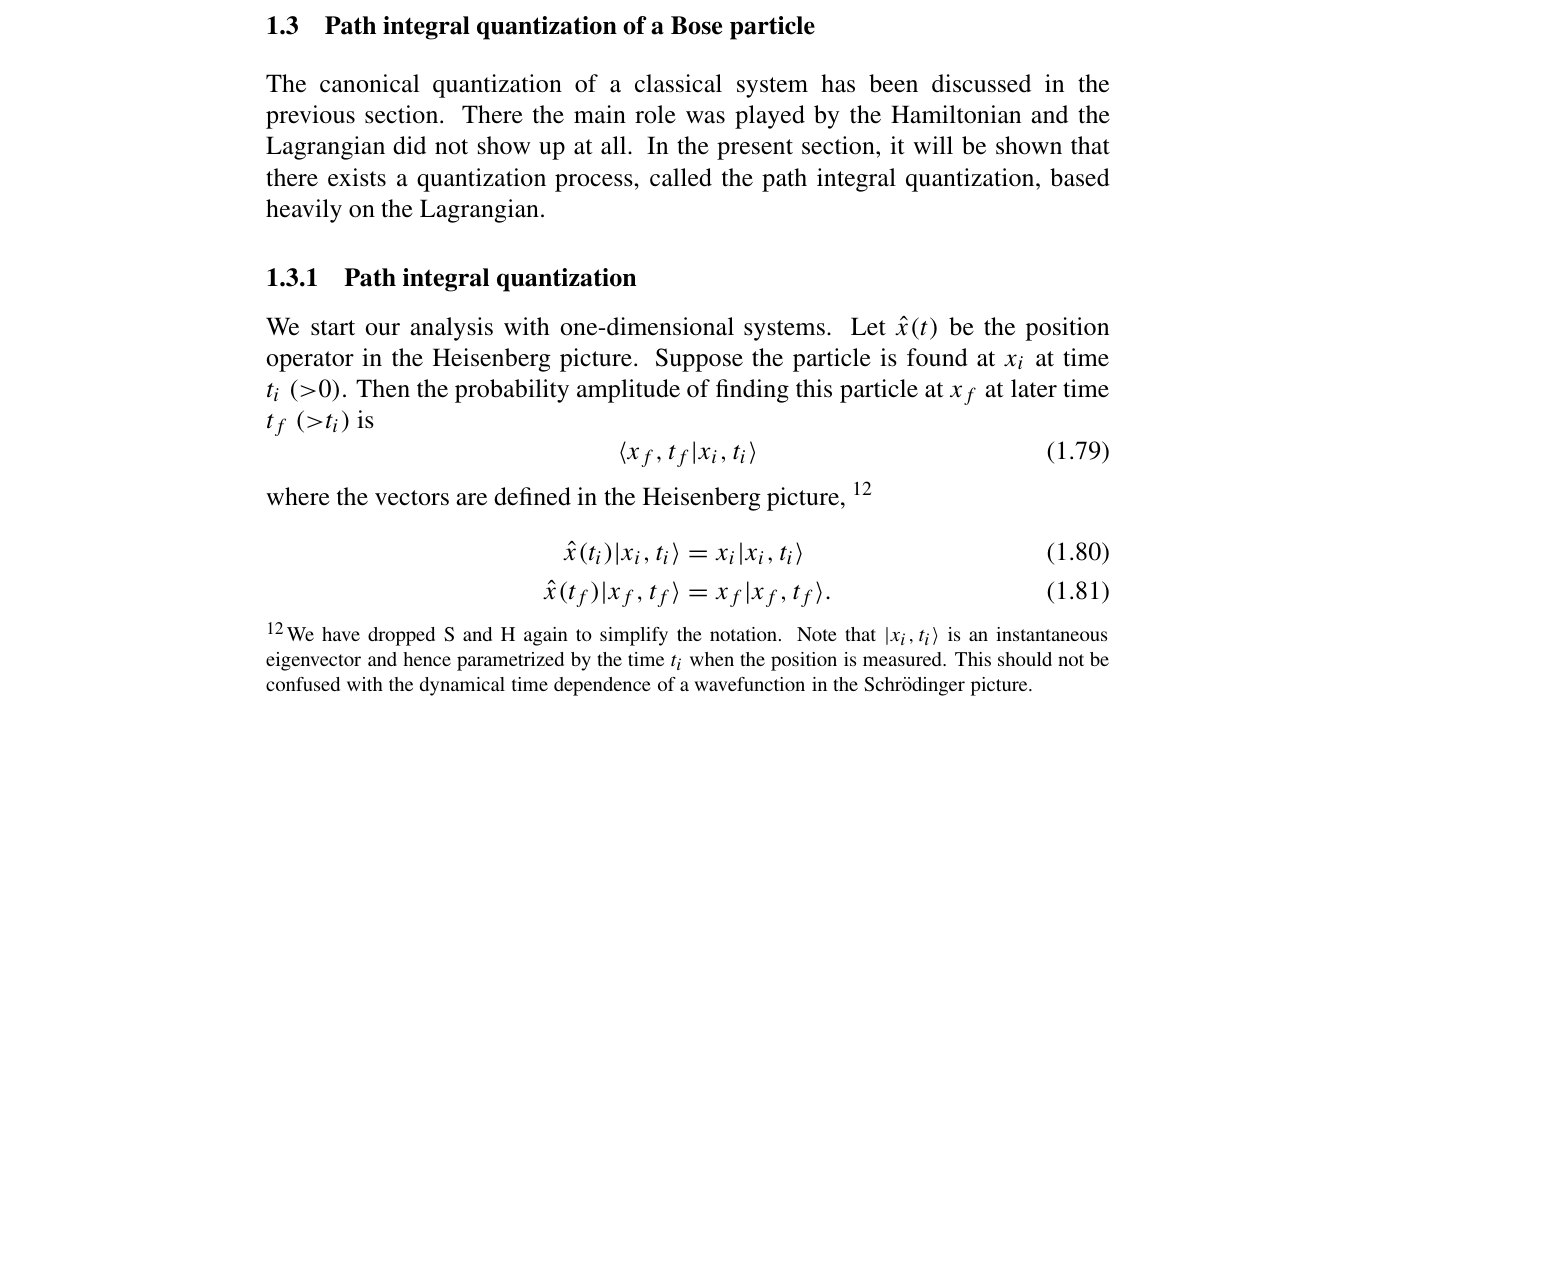 1.3 Path integral quantization of a Bose particle
The canonical quantization of a classical system has been discussed in the
previous section. There the main role was played by the Hamiltonian and the
Lagrangian did not show up at all. In the present section, it will be shown that
there exists a quantization process, called the path integral quantization, based
heavily on the Lagrangian.
1.3.1 Path integral quantization
We start our analysis with one-dimensional systems. Let x̂(t) be the position
operator in the Heisenberg picture. Suppose the particle is found at xᵢ at time
tᵢ (>0). Then the probability amplitude of finding this particle at x_f at later time
t_f (>tᵢ) is
⟨x_f, t_f|xᵢ, tᵢ⟩ (1.79)
where the vectors are defined in the Heisenberg picture, ¹²
x̂(tᵢ)|xᵢ, tᵢ⟩ = xᵢ|xᵢ, tᵢ⟩ (1.80)
x̂(t_f)|x_f, t_f⟩ = x_f|x_f, t_f⟩. (1.81)
¹² We have dropped S and H again to simplify the notation. Note that |xᵢ, tᵢ⟩ is an instantaneous
eigenvector and hence parametrized by the time tᵢ when the position is measured. This should not be
confused with the dynamical time dependence of a wavefunction in the Schrödinger picture.